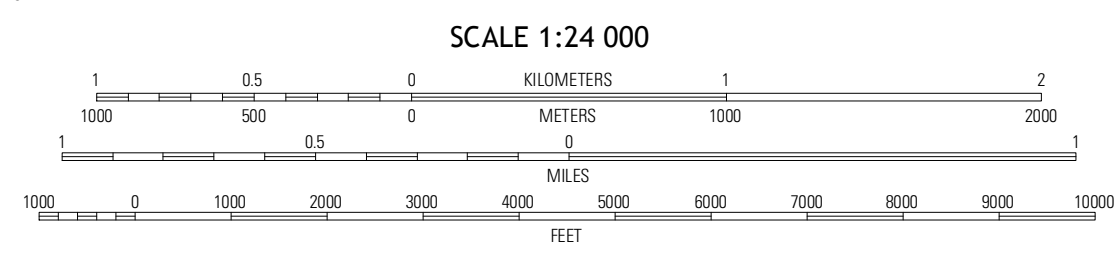 SCALE 1:24 000
1 0.5 0 KILOMETERS 1 2
1000 500 0 METERS 1000 2000
1 0.5 0 1
MILES
1000 0 1000 2000 3000 4000 5000 6000 7000 8000 9000 10000
FEET